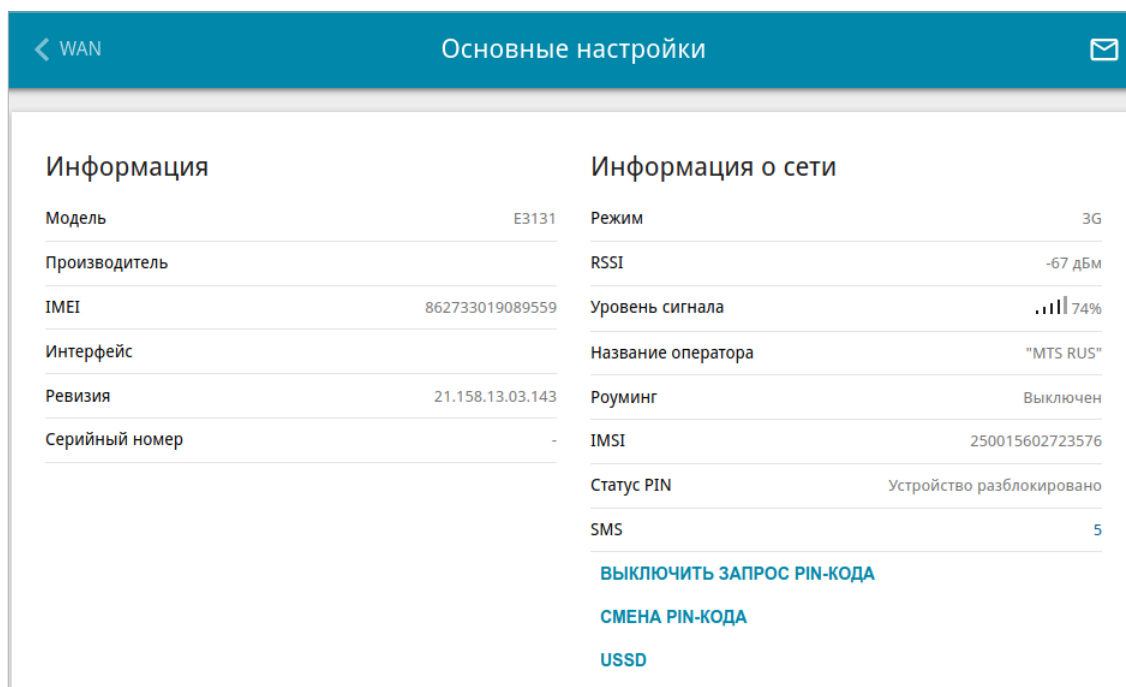 WAN
Основные настройки
Информация
Модель E3131
Производитель
IMEI 862733019089559
Интерфейс
Ревизия 21.158.13.03.143
Серийный номер -
Информация о сети
Режим 3G
RSSI -67 дБм
Уровень сигнала 74%
Название оператора "MTS RUS"
Роуминг Выключен
IMSI 250015602723576
Статус PIN Устройство разблокировано
SMS 5
ВЫКЛЮЧИТЬ ЗАПРОС PIN-КОДА
СМЕНА PIN-КОДА
USSD